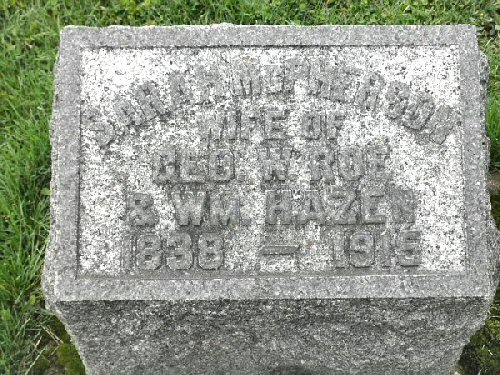 SARAH MCPHERSON
WIFE OF
GEO. W. ROE
& WM. HAZEN
1838 — 1915